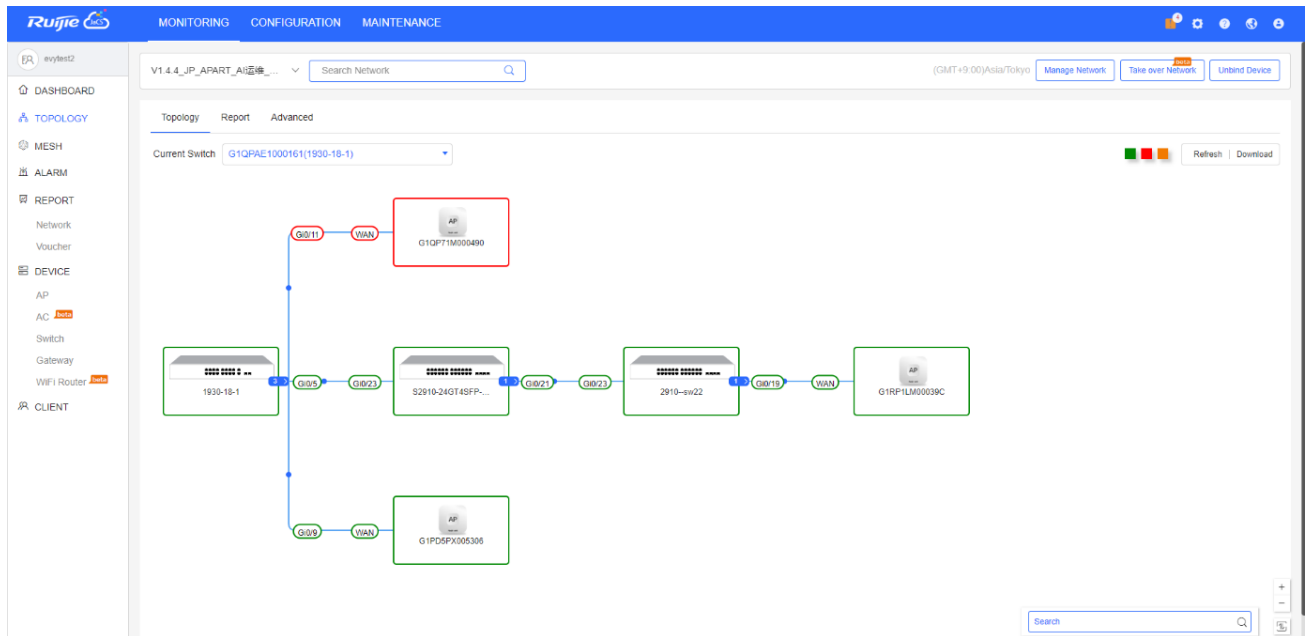 Ruijie JaCS MONITORING CONFIGURATION MAINTENANCE 4
evytest2
V1.4.4_JP_APART_AI运维_... Search Network (GMT+9:00)Asia/Tokyo Manage Network Take over Network beta Unbind Device
DASHBOARD
TOPOLOGY
MESH
ALARM
REPORT
Network
Voucher
DEVICE
AP
AC beta
Switch
Gateway
WiFi Router beta
CLIENT
Topology Report Advanced
Current Switch G1QPAE1000161(1930-18-1) Refresh | Download
Gi0/11 WAN AP
G1QP71M000490
3 Gi0/5 Gi0/23 1 Gi0/21 Gi0/23 1 Gi0/19 WAN AP
1930-18-1 S2910-24GT4SFP-... 2910--sw22 G1RP1LM00039C
Gi0/9 WAN AP
G1PD5PX005306
+
−
Search